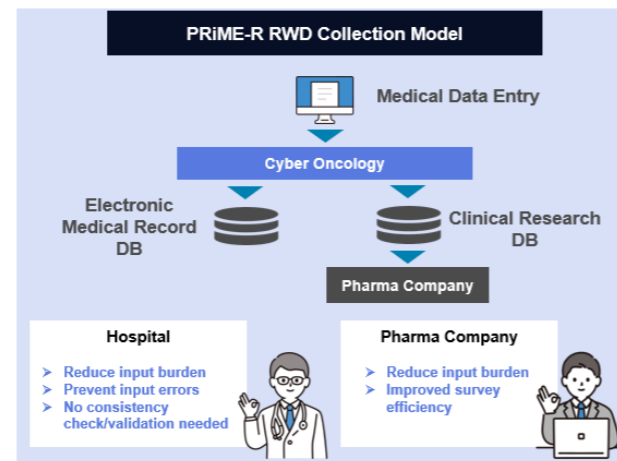 PRiME-R RWD Collection Model
Medical Data Entry
Cyber Oncology
Electronic
Medical Record
DB
Clinical Research
DB
Pharma Company
Hospital
➤ Reduce input burden
➤ Prevent input errors
➤ No consistency
check/validation needed
Pharma Company
➤ Reduce input burden
➤ Improved survey
efficiency